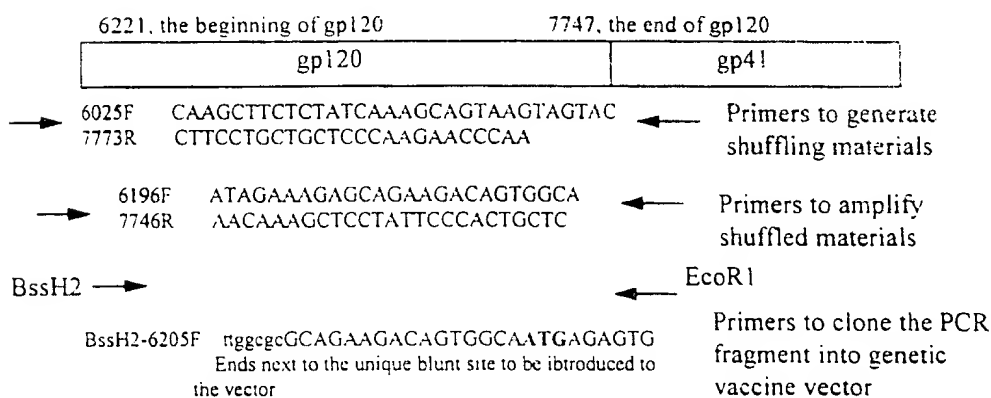 6221, the beginning of gp120 7747, the end of gp120
gp120 gp41
6025F CAAGCTTCTCTATCAAAGCAGTAAGTAGTAC
7773R CTTCCTGCTGCTCCCAAGAACCCAA
Primers to generate
shuffling materials
6196F ATAGAAAGAGCAGAAGACAGTGGCA
7746R AACAAAGCTCCTATTCCCACTGCTC
Primers to amplify
shuffled materials
BssH2 EcoR1
BssH2-6205F ttggcgcGCAGAAGACAGTGGCAATGAGAGTG
Ends next to the unique blunt site to be ibtroduced to
the vector
Primers to clone the PCR
fragment into genetic
vaccine vector